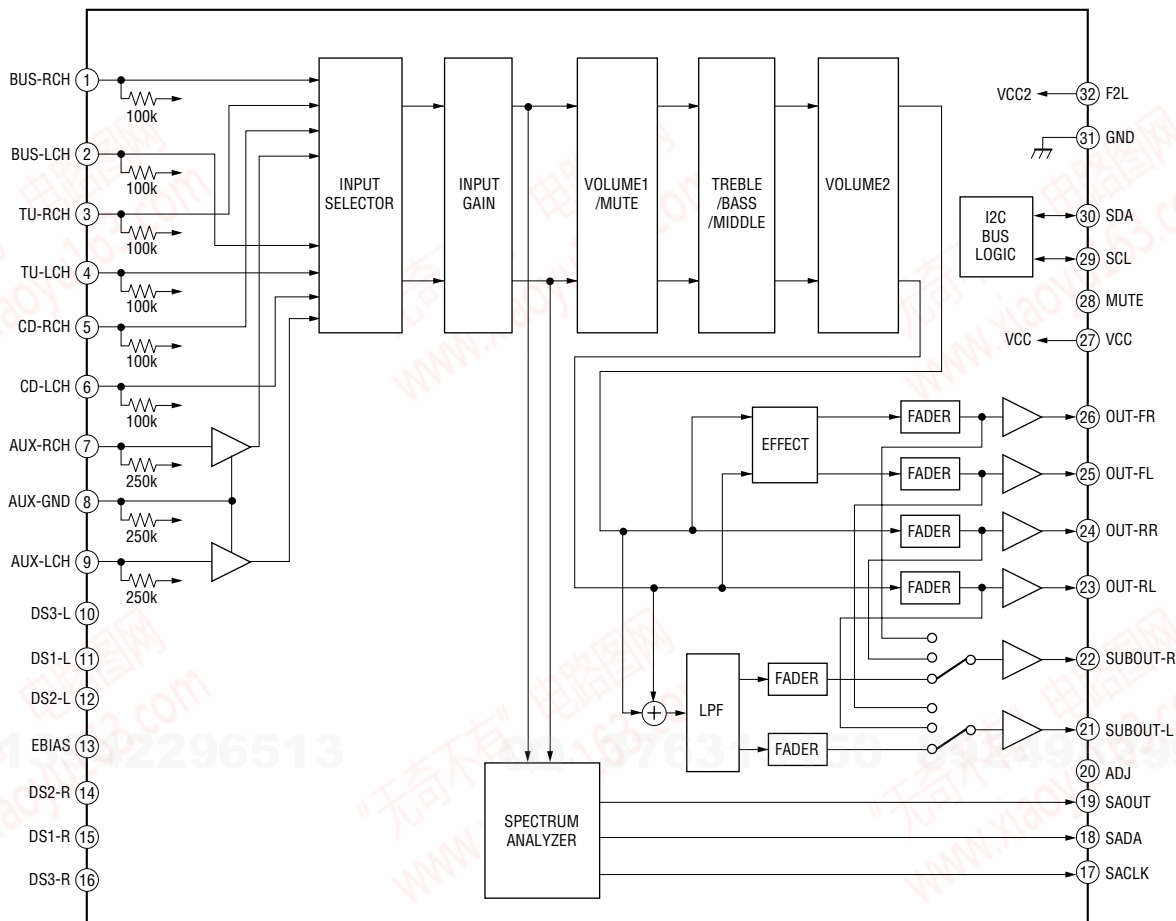 BUS-RCH 1
100k
BUS-LCH 2
100k
TU-RCH 3
100k
TU-LCH 4
100k
CD-RCH 5
100k
CD-LCH 6
100k
AUX-RCH 7
250k
AUX-GND 8
250k
AUX-LCH 9
250k
DS3-L 10
DS1-L 11
DS2-L 12
EBIAS 13
DS2-R 14
DS1-R 15
DS3-R 16
INPUT
SELECTOR
INPUT
GAIN
VOLUME1
/MUTE
TREBLE
/BASS
/MIDDLE
VOLUME2
EFFECT
FADER
FADER
FADER
FADER
LPF
FADER
FADER
SPECTRUM
ANALYZER
I2C
BUS
LOGIC
VCC2
32 F2L
31 GND
30 SDA
29 SCL
28 MUTE
VCC
27 VCC
26 OUT-FR
25 OUT-FL
24 OUT-RR
23 OUT-RL
22 SUBOUT-R
21 SUBOUT-L
20 ADJ
19 SAOUT
18 SADA
17 SACLK